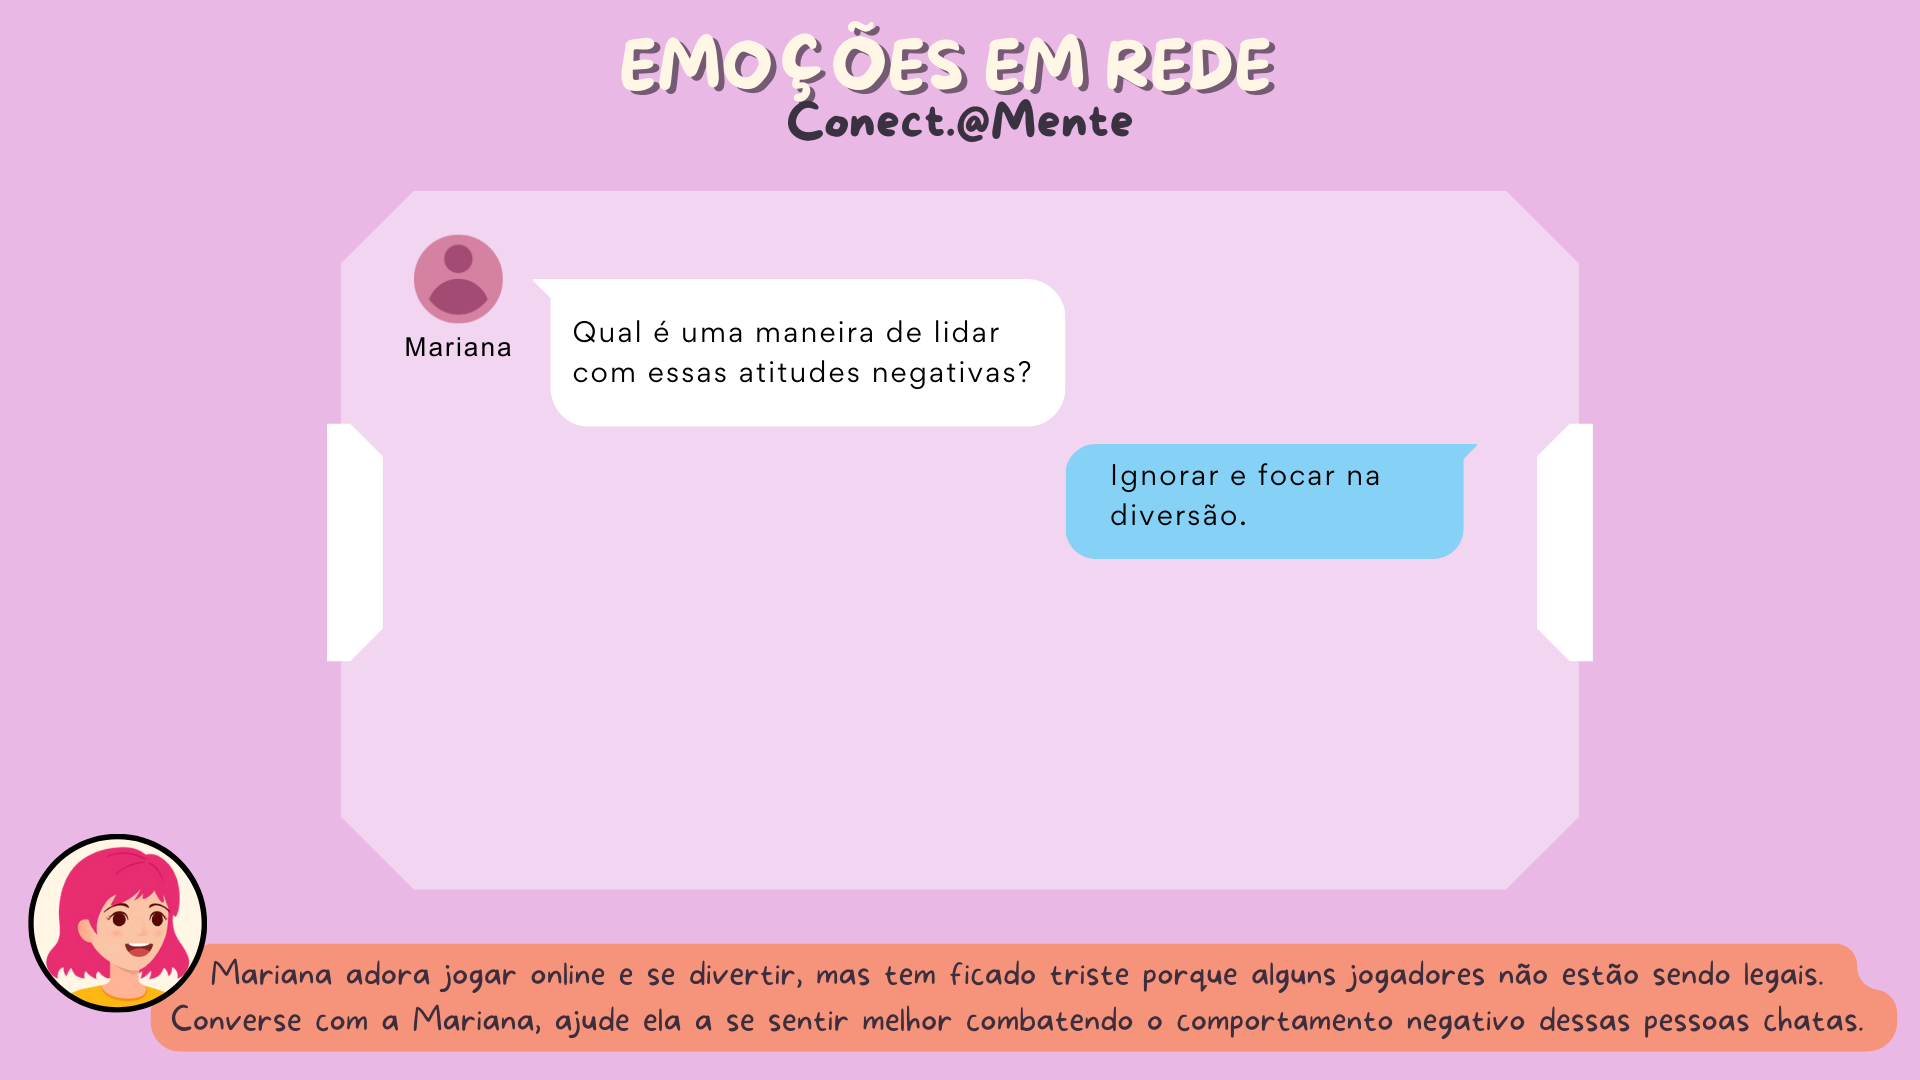 EMOÇÕES EM REDE
Conect.@Mente
Mariana
Qual é uma maneira de lidar
com essas atitudes negativas?
Ignorar e focar na
diversão.
Mariana adora jogar online e se divertir, mas tem ficado triste porque alguns jogadores não estão sendo legais.
Converse com a Mariana, ajude ela a se sentir melhor combatendo o comportamento negativo dessas pessoas chatas.